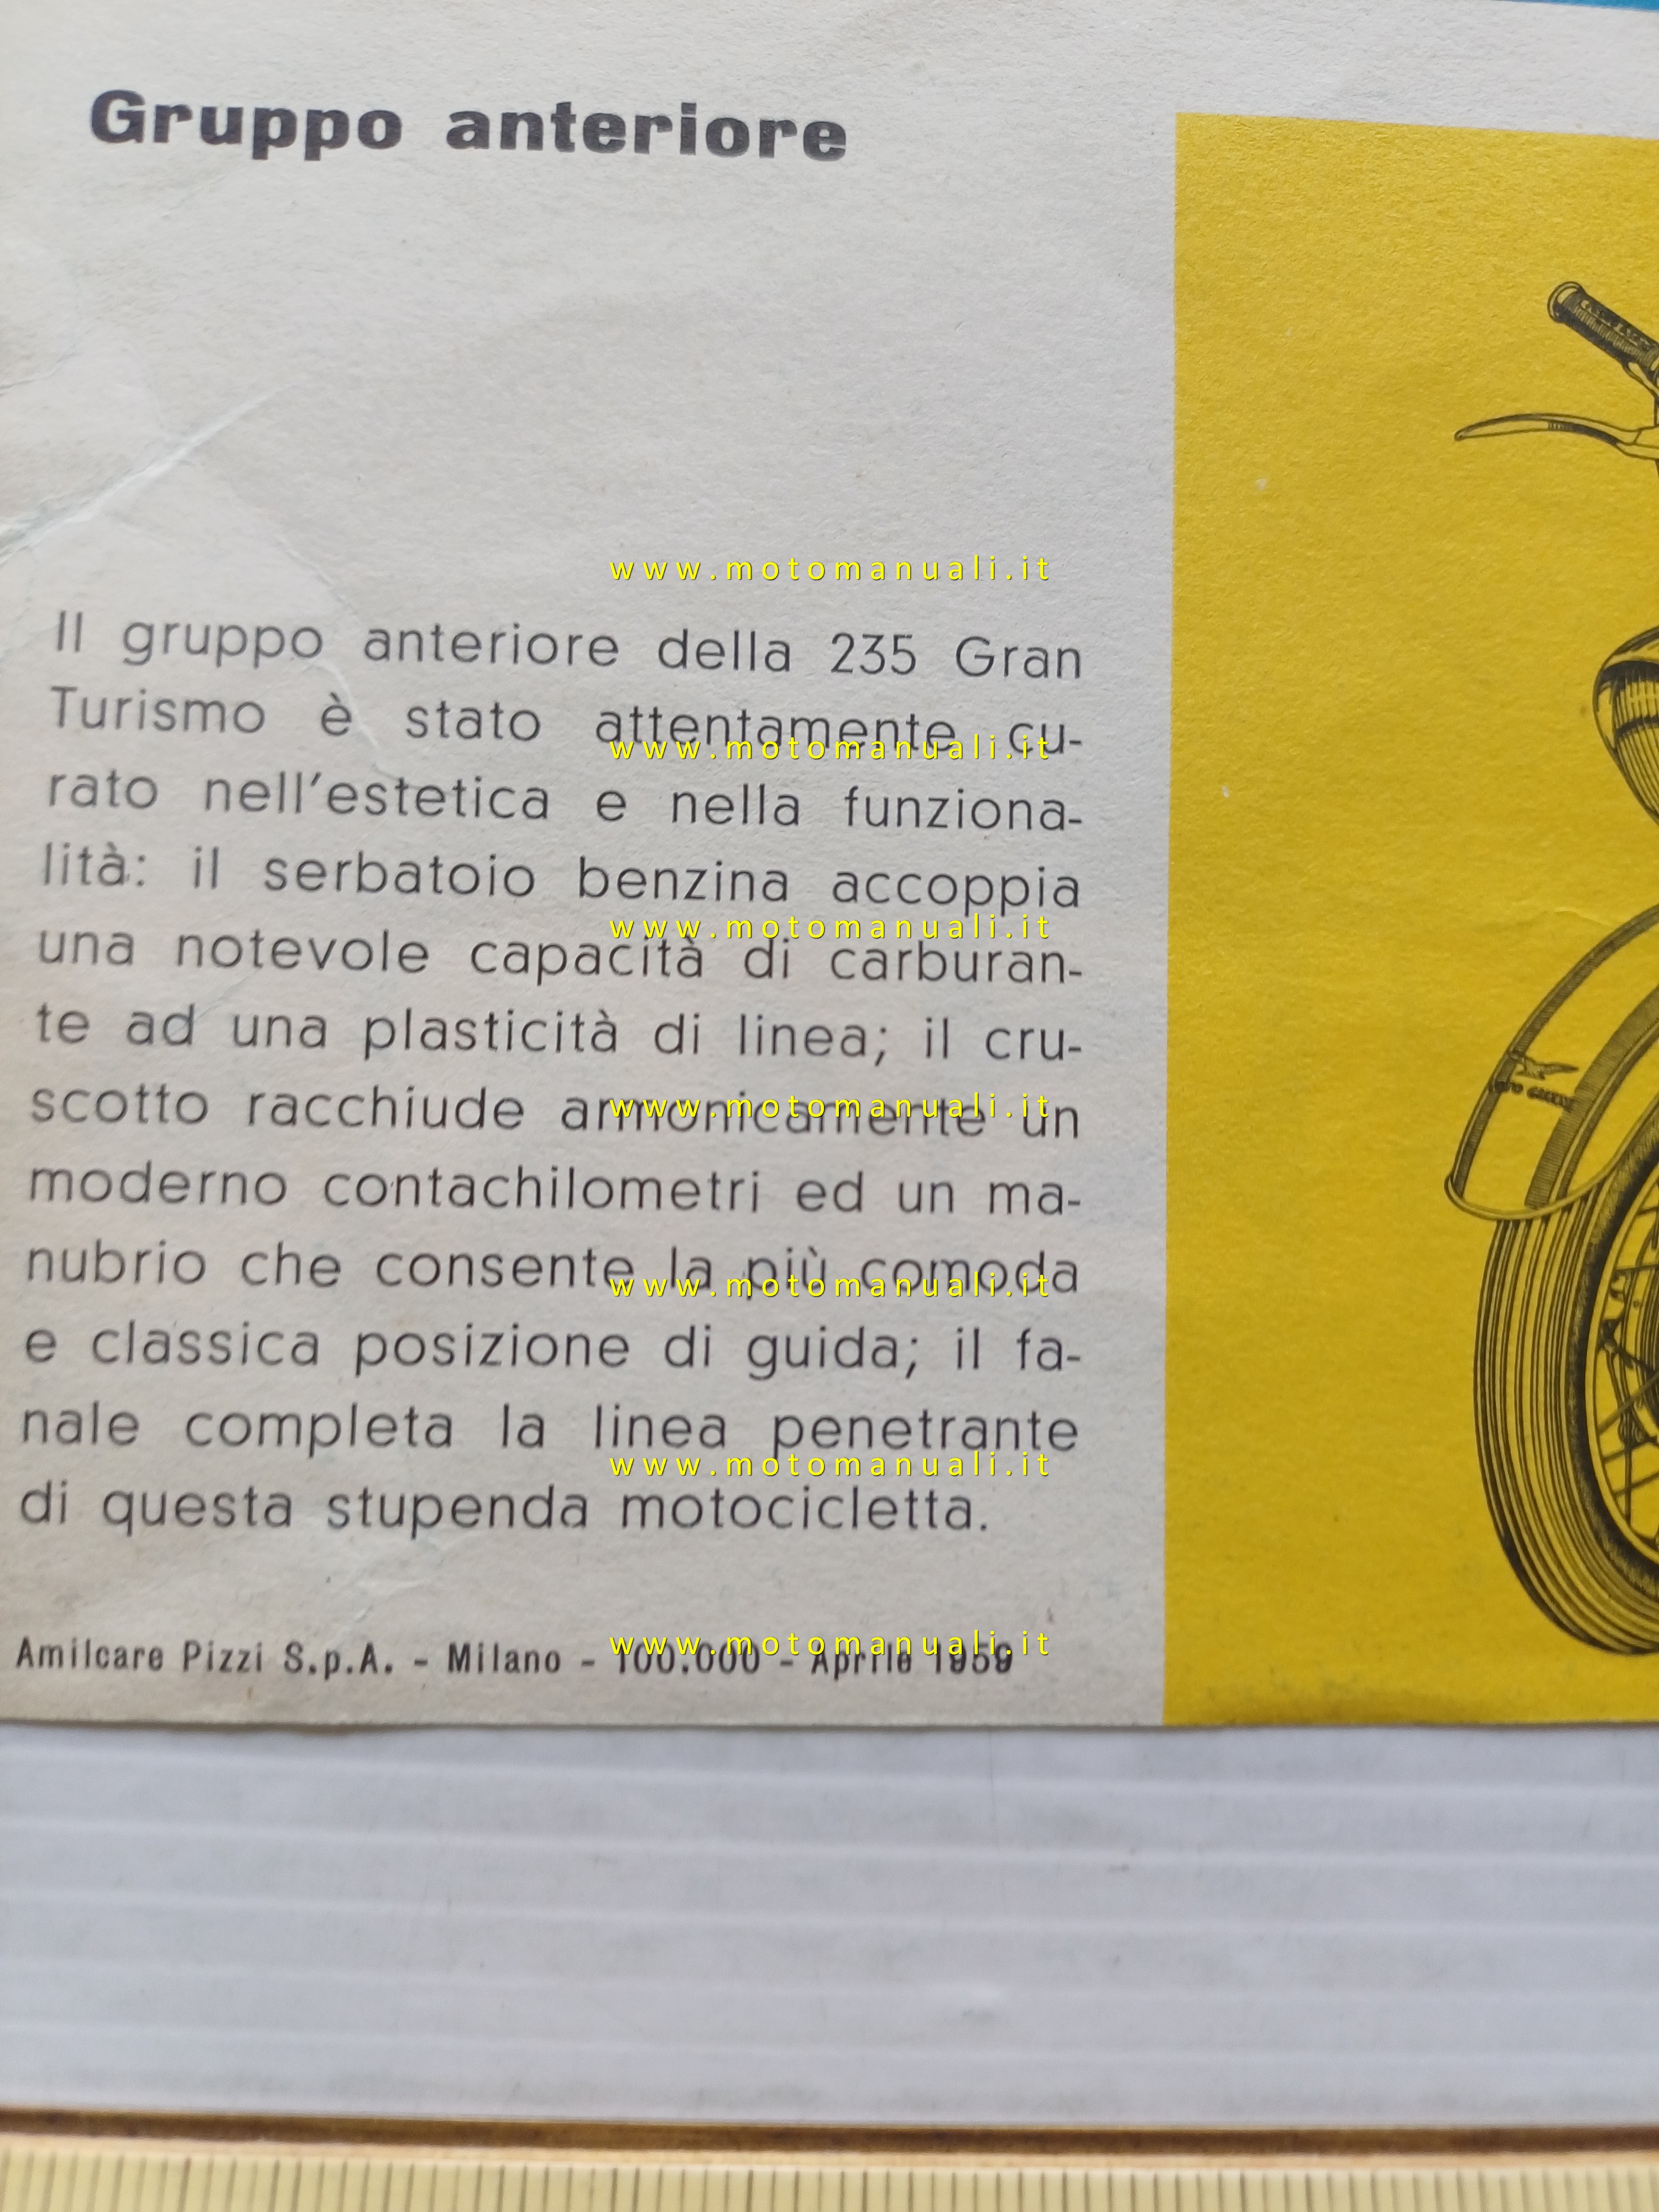 Gruppo anteriore
www.motomanuali.it
Il gruppo anteriore della 235 Gran
Turismo è stato attentamente cu-
www.motomanuali.it
rato nell'estetica e nella funziona-
lità: il serbatoio benzina accoppia
www.motomanuali.it
una notevole capacità di carburan-
te ad una plasticità di linea; il cru-
scotto racchiude armonicamente un
www.motomanuali.it
moderno contachilometri ed un ma-
nubrio che consente la più comoda
www.motomanuali.it
e classica posizione di guida; il fa-
nale completa la linea penetrante
www.motomanuali.it
di questa stupenda motocicletta.
www.motomanuali.it
Amilcare Pizzi S.p.A. - Milano - 100.000 - Aprile 1959